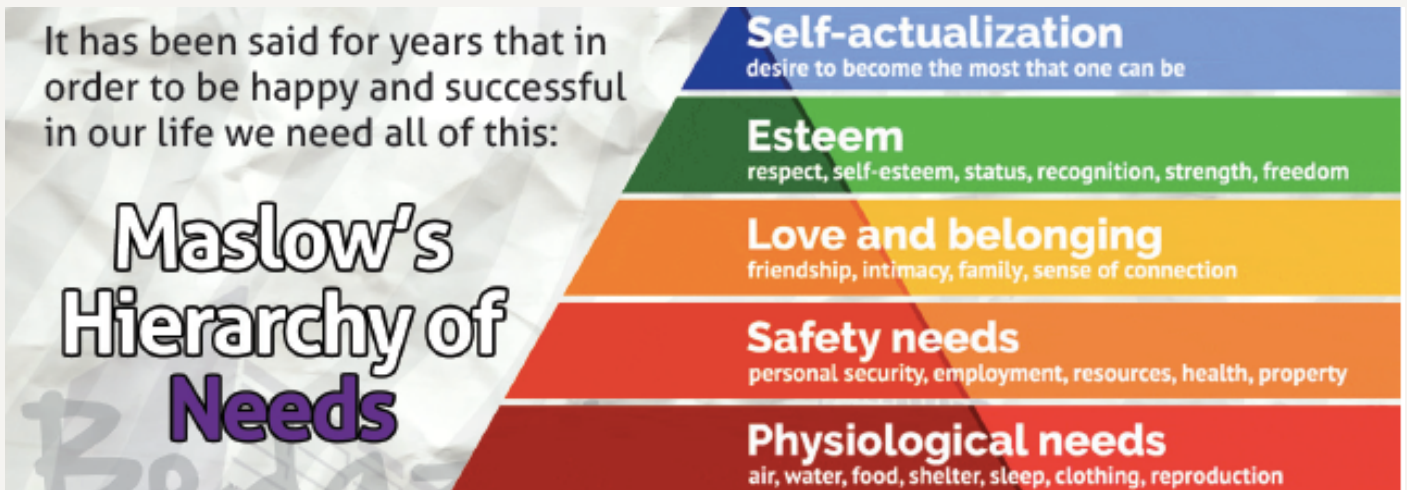 It has been said for years that in
order to be happy and successful
in our life we need all of this:
Maslow's
Hierarchy of
Needs
Self-actualization
desire to become the most that one can be
Esteem
respect, self-esteem, status, recognition, strength, freedom
Love and belonging
friendship, intimacy, family, sense of connection
Safety needs
personal security, employment, resources, health, property
Physiological needs
air, water, food, shelter, sleep, clothing, reproduction